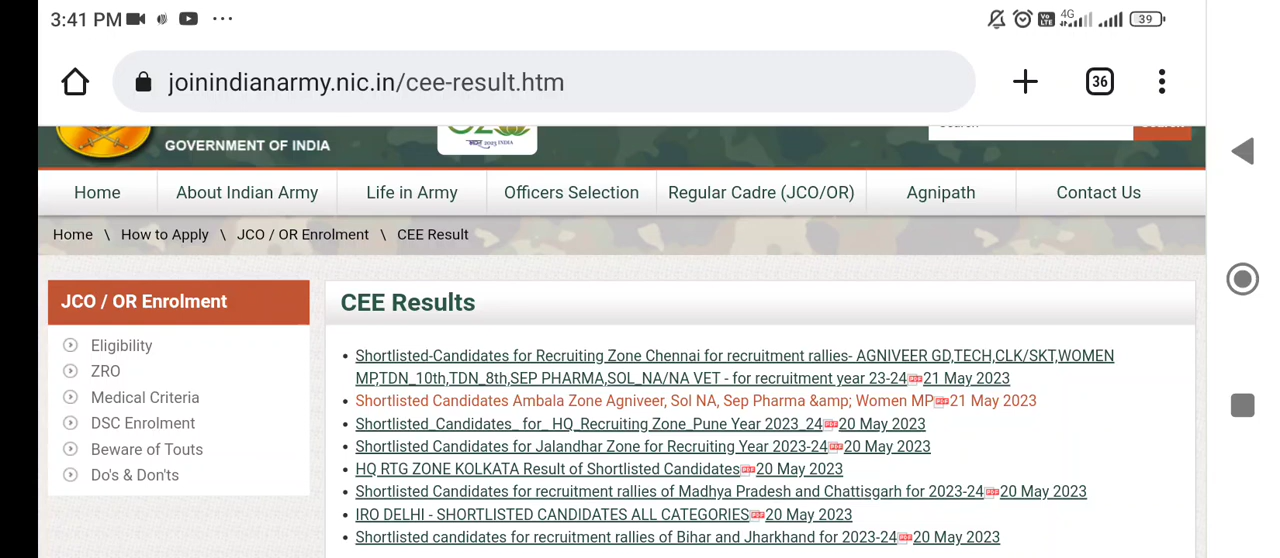 3:41 PM
4G
39
joinindianarmy.nic.in/cee-result.htm
36
GOVERNMENT OF INDIA
Home About Indian Army Life in Army Officers Selection Regular Cadre (JCO/OR) Agnipath Contact Us
Home \ How to Apply \ JCO / OR Enrolment \ CEE Result
JCO / OR Enrolment
Eligibility
ZRO
Medical Criteria
DSC Enrolment
Beware of Touts
Do's & Don'ts
CEE Results
Shortlisted-Candidates for Recruiting Zone Chennai for recruitment rallies- AGNIVEER GD,TECH,CLK/SKT,WOMEN
MP,TDN_10th,TDN_8th,SEP PHARMA,SOL_NA/NA VET - for recruitment year 23-24 21 May 2023
Shortlisted Candidates Ambala Zone Agniveer, Sol NA, Sep Pharma &amp; Women MP 21 May 2023
Shortlisted_Candidates_ for_ HQ_Recruiting Zone_Pune Year 2023_24 20 May 2023
Shortlisted Candidates for Jalandhar Zone for Recruiting Year 2023-24 20 May 2023
HQ RTG ZONE KOLKATA Result of Shortlisted Candidates 20 May 2023
Shortlisted Candidates for recruitment rallies of Madhya Pradesh and Chattisgarh for 2023-24 20 May 2023
IRO DELHI - SHORTLISTED CANDIDATES ALL CATEGORIES 20 May 2023
Shortlisted candidates for recruitment rallies of Bihar and Jharkhand for 2023-24 20 May 2023